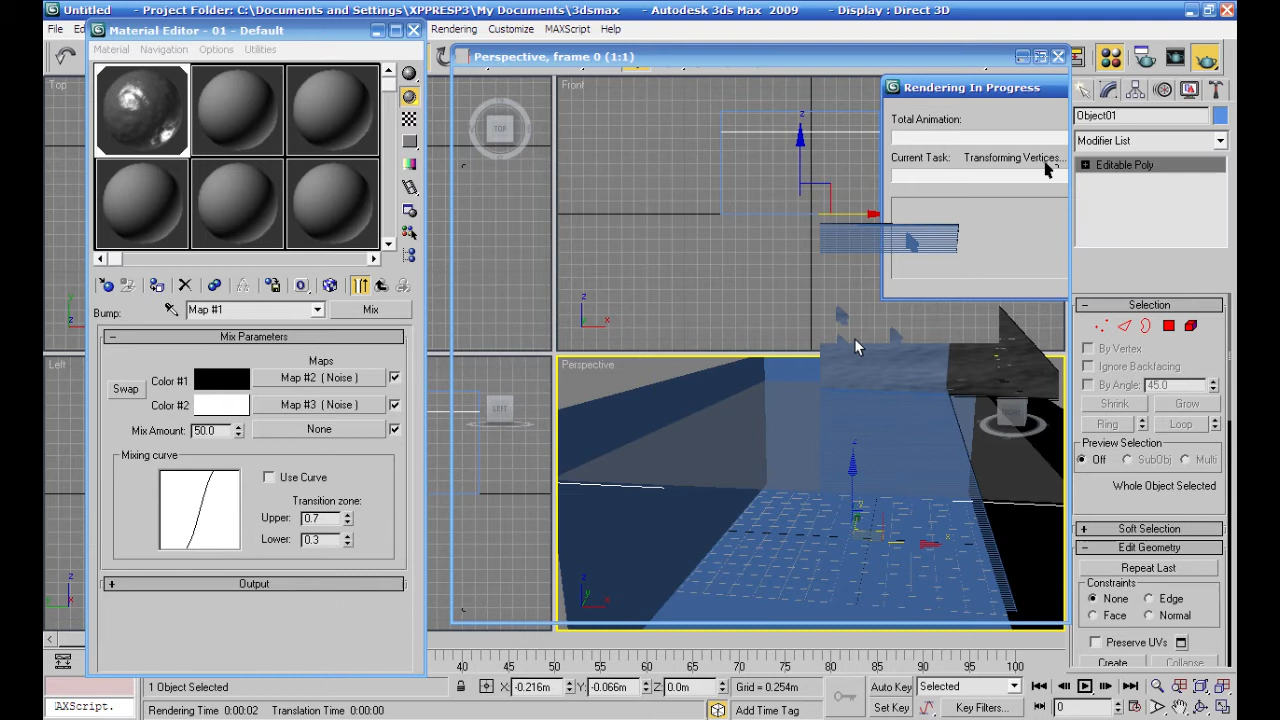 Untitled - Project Folder: C:\Documents and Settings\XPPRESP3\My Documents\3dsmax - Autodesk 3ds Max 2009 - Display : Direct 3D
File Ed Rendering Customize MAXScript Help
Material Editor - 01 - Default
Material Navigation Options Utilities
Perspective, frame 0 (1:1)
Top
TOP
Front
z
z
x
Left
LEFT
Perspective
z
x
z
x
Rendering In Progress
Total Animation:
Current Task: Transforming Vertices...
Bump: Map #1 Mix
Mix Parameters
Maps
Swap
Color #1 Map #2 ( Noise )
Color #2 Map #3 ( Noise )
Mix Amount: 50.0 None
Mixing curve
Use Curve
Transition zone:
Upper: 0.7
Lower: 0.3
Output
Object01
Modifier List
Editable Poly
Selection
By Vertex
Ignore Backfacing
By Angle: 45.0
Shrink Grow
Ring Loop
Preview Selection
Off SubObj Multi
Whole Object Selected
Soft Selection
Edit Geometry
Repeat Last
Constraints
None Edge
Face Normal
Preserve UVs
Create Collapse
40 45 50 55 60 65 70 75 80 85 90 95 100
1 Object Selected X: -0.216m Y: -0.066m Z: 0.0m Grid = 0.254m Auto Key Selected
AXScript. Rendering Time 0:00:02 Translation Time 0:00:00 Add Time Tag Set Key Key Filters... 0